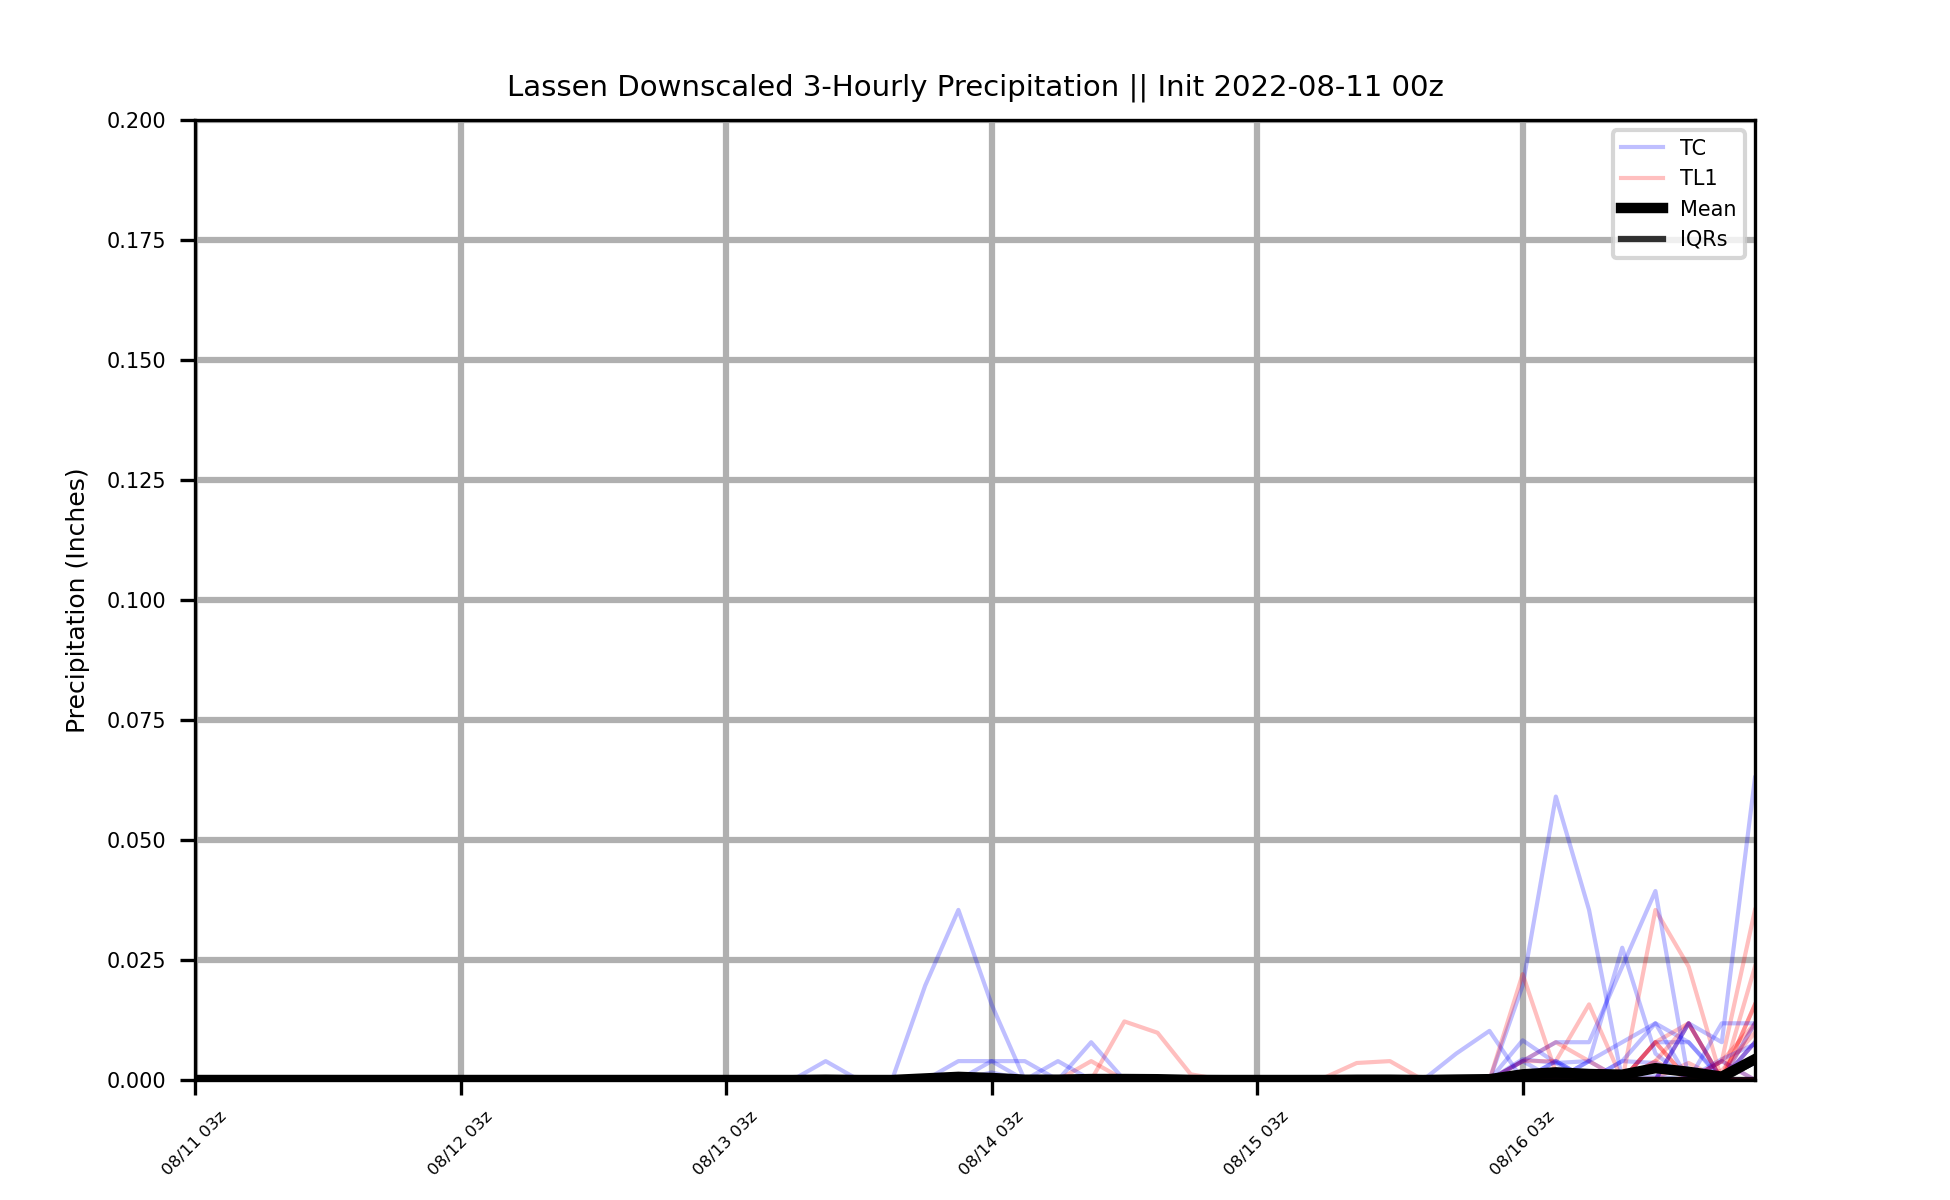 Lassen Downscaled 3-Hourly Precipitation || Init 2022-08-11 00z
TC
TL1
Mean
IQRs
Precipitation (Inches)
0.200
0.175
0.150
0.125
0.100
0.075
0.050
0.025
0.000
08/11 03z
08/12 03z
08/13 03z
08/14 03z
08/15 03z
08/16 03z